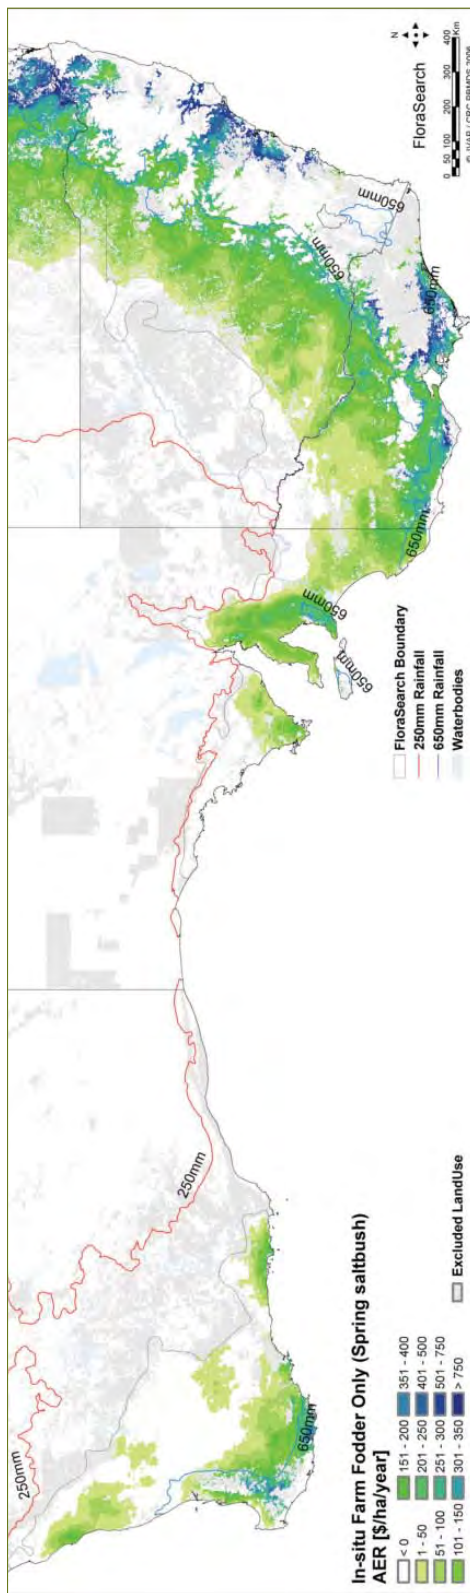 In-situ Farm Fodder Only (Spring saltbush)
AER [$/ha/year]
< 0
1 - 50
51 - 100
101 - 150
151 - 200
201 - 250
251 - 300
301 - 350
351 - 400
401 - 500
501 - 750
> 750
Excluded LandUse
FloraSearch Boundary
250mm Rainfall
650mm Rainfall
Waterbodies
250mm
250mm
650mm
650mm
650mm
650mm
650mm
650mm
650mm
FloraSearch
N
0 50 100 200 300 400
Km